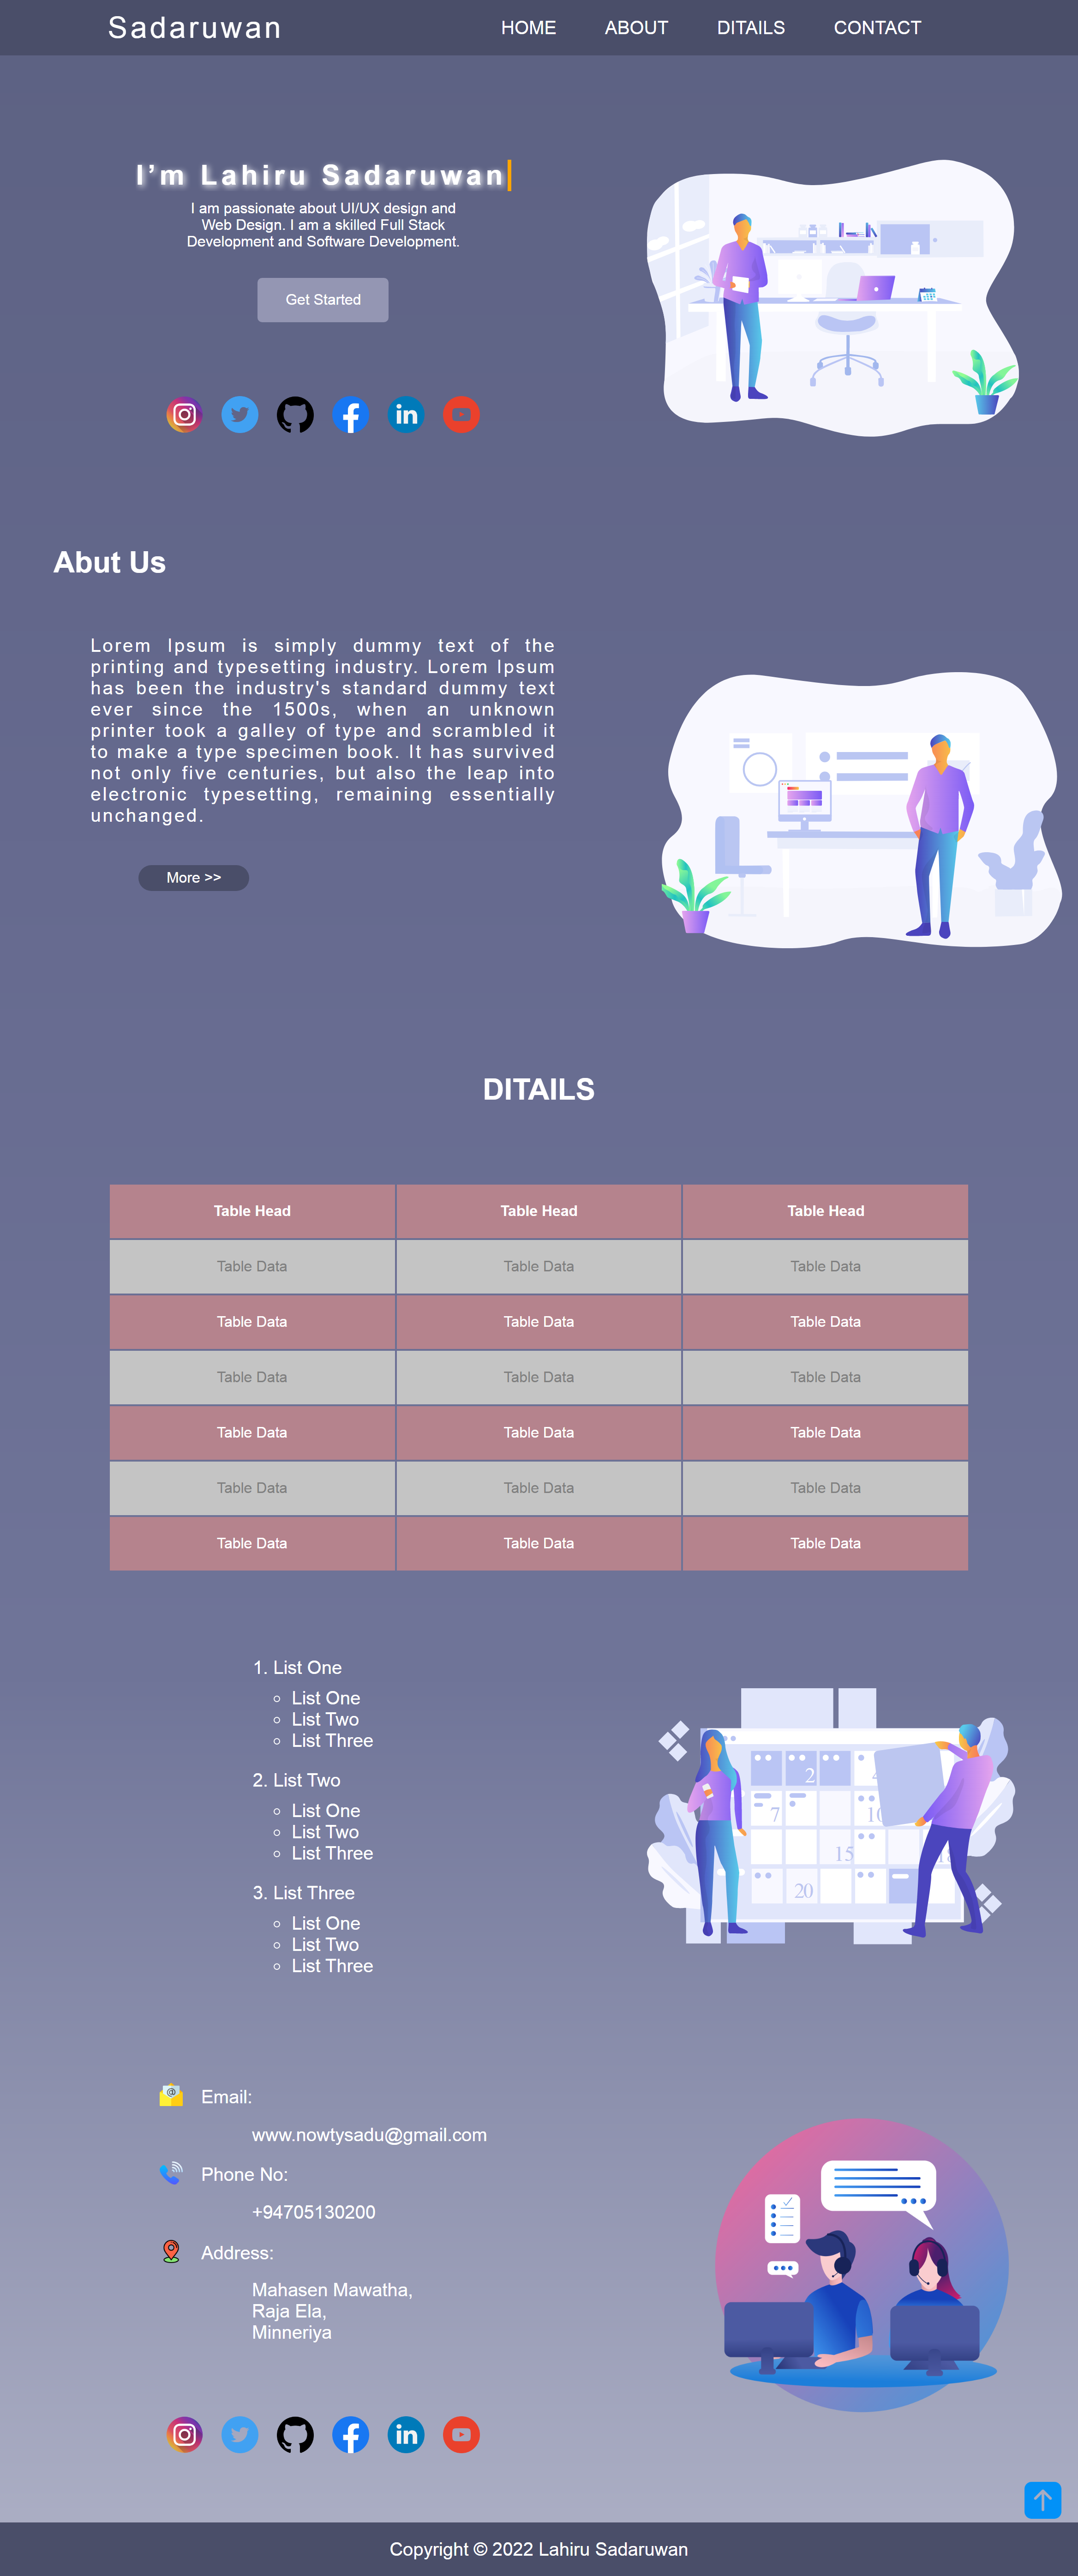 Sadaruwan
HOME ABOUT DITAILS CONTACT
I'm Lahiru Sadaruwan
I am passionate about UI/UX design and
Web Design. I am a skilled Full Stack
Development and Software Development.
Get Started
in
Abut Us
Lorem Ipsum is simply dummy text of the
printing and typesetting industry. Lorem Ipsum
has been the industry's standard dummy text
ever since the 1500s, when an unknown
printer took a galley of type and scrambled it
to make a type specimen book. It has survived
not only five centuries, but also the leap into
electronic typesetting, remaining essentially
unchanged.
More >>
DITAILS
Table Head Table Head Table Head
Table Data Table Data Table Data
Table Data Table Data Table Data
Table Data Table Data Table Data
Table Data Table Data Table Data
Table Data Table Data Table Data
Table Data Table Data Table Data
1. List One
List One
List Two
List Three
2. List Two
List One
List Two
List Three
3. List Three
List One
List Two
List Three
2
7 10
15
20
Email:
www.nowtysadu@gmail.com
Phone No:
+94705130200
Address:
Mahasen Mawatha,
Raja Ela,
Minneriya
in
Copyright © 2022 Lahiru Sadaruwan